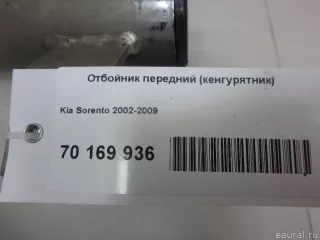 Отбойник передний (кенгурятник)
Kia Sorento 2002-2009
70 169 936
eaural.ru